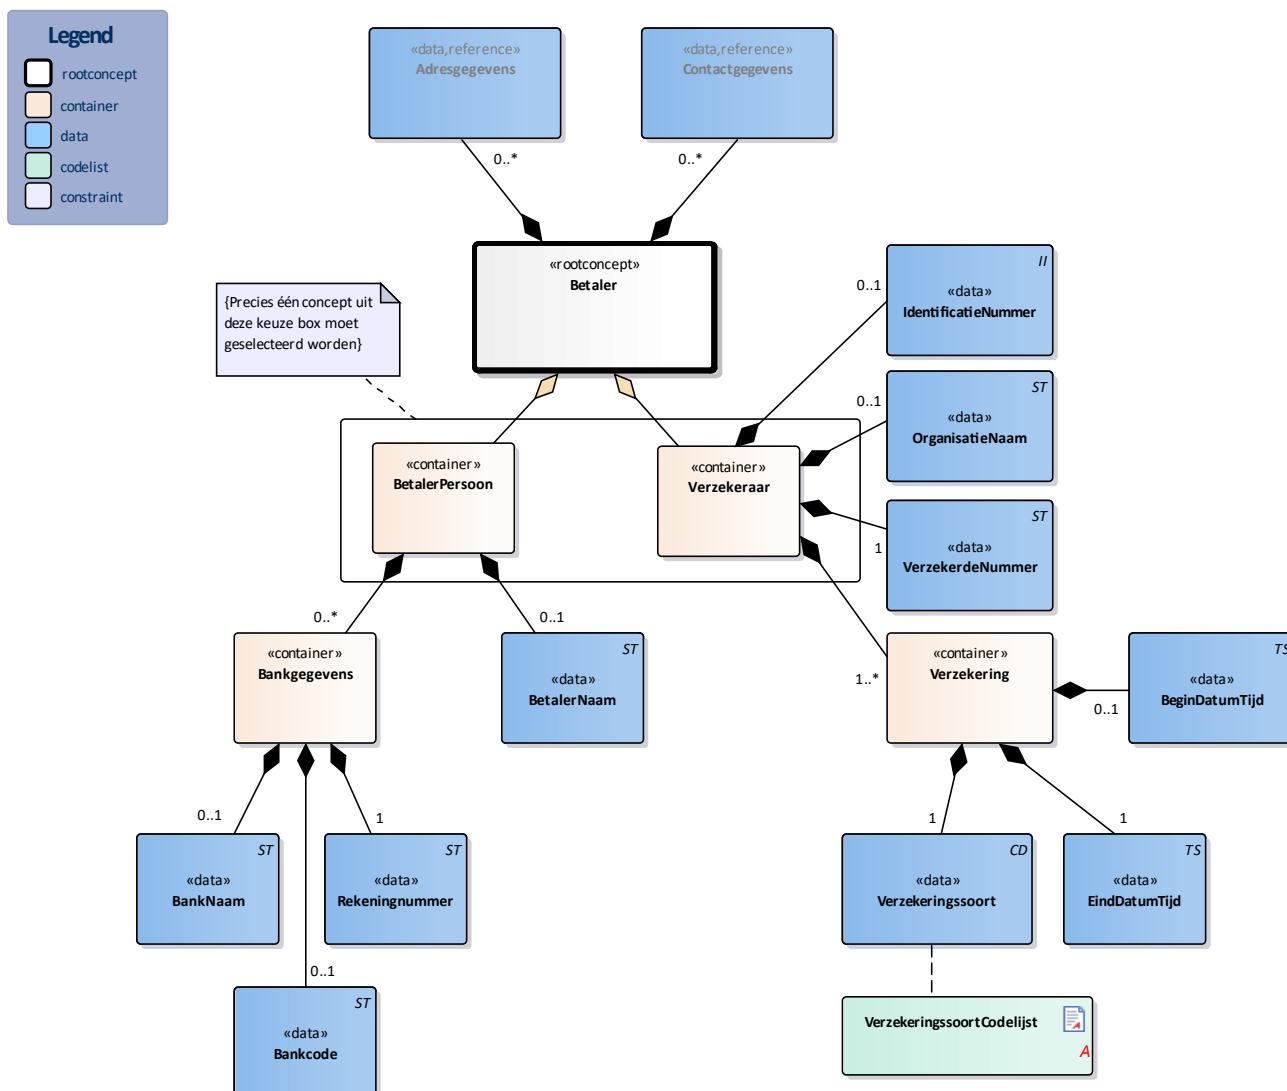 Legend
rootconcept
container
data
codelist
constraint
«data,reference»
Adresgegevens
0..*
«data,reference»
Contactgegevens
0..*
«rootconcept»
Betaler
{Precies één concept uit
deze keuze box moet
geselecteerd worden}
II
«data»
IdentificatieNummer
0..1
ST
«data»
OrganisatieNaam
0..1
«container»
BetalerPersoon
«container»
Verzekeraar
ST
«data»
VerzekerdeNummer
1
0..*
«container»
Bankgegevens
0..1
ST
«data»
BetalerNaam
1..*
«container»
Verzekering
TS
«data»
BeginDatumTijd
0..1
0..1
ST
«data»
BankNaam
1
ST
«data»
Rekeningnummer
0..1
ST
«data»
Bankcode
1
CD
«data»
Verzekeringssoort
1
TS
«data»
EindDatumTijd
VerzekeringssoortCodelijst
A